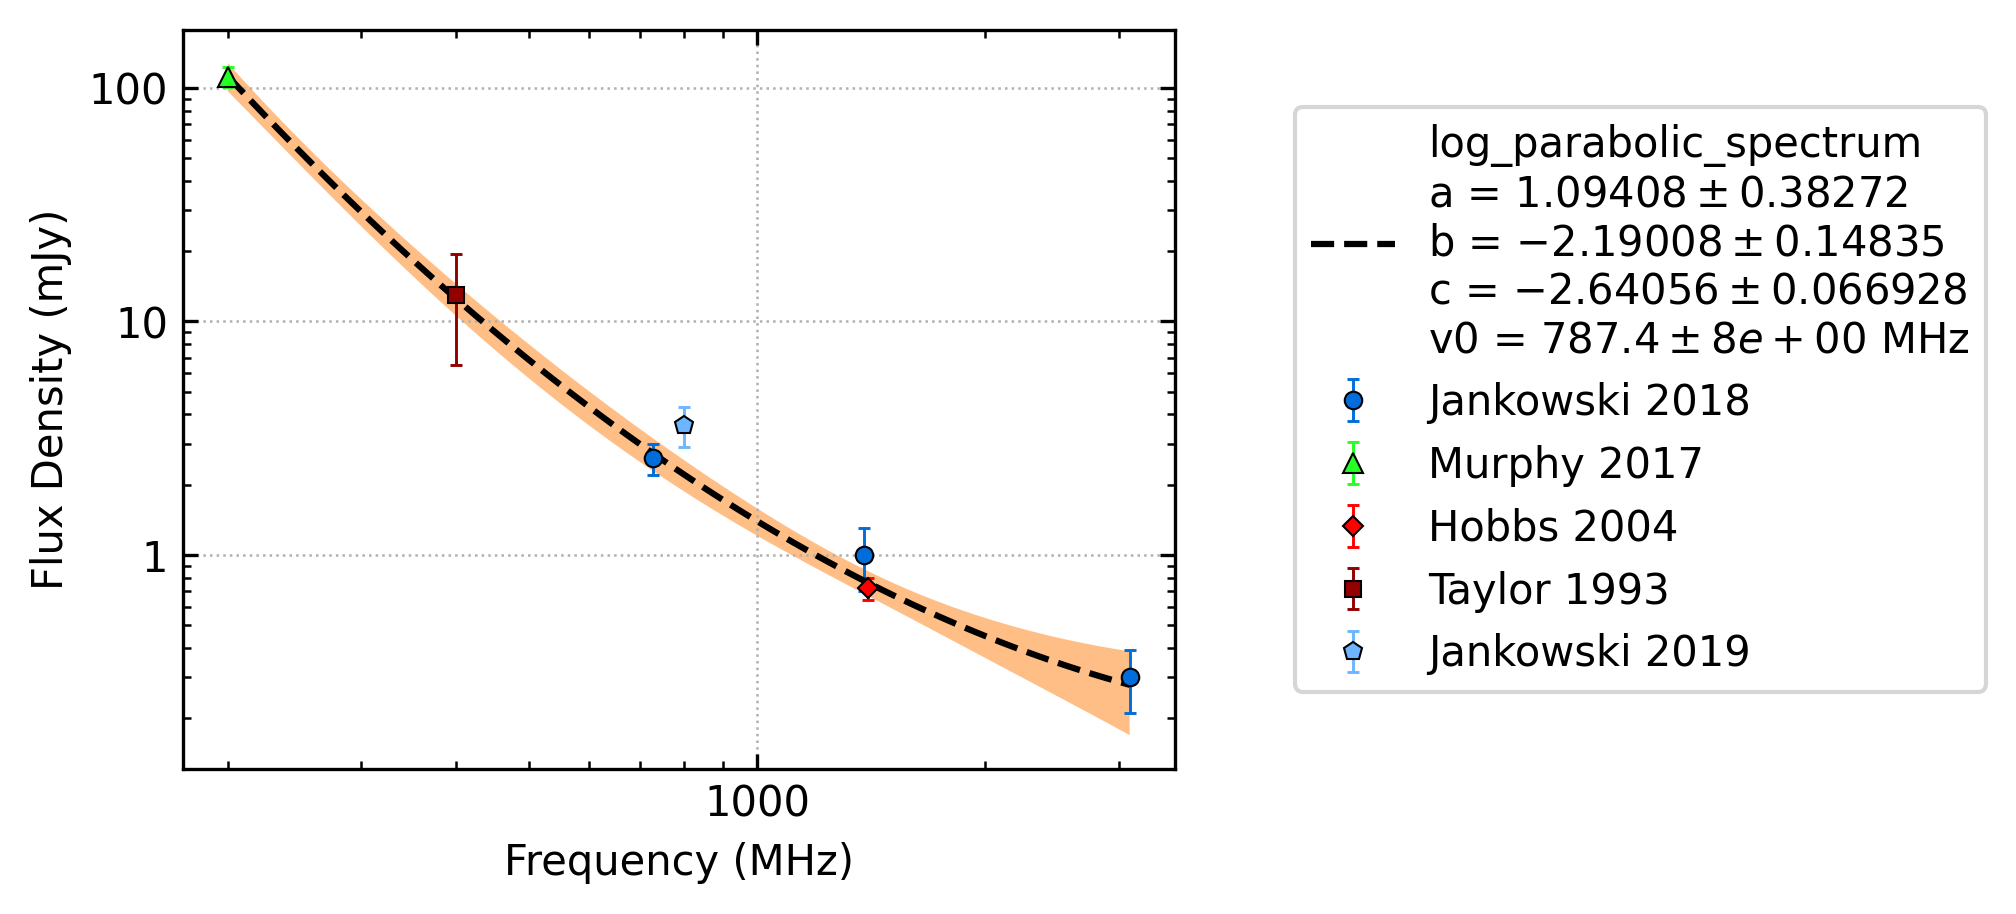 100
10
1
Flux Density (mJy)
1000
Frequency (MHz)
log_parabolic_spectrum
a = 1.09408 ± 0.38272
b = −2.19008 ± 0.14835
c = −2.64056 ± 0.066928
v0 = 787.4 ± 8e + 00 MHz
Jankowski 2018
Murphy 2017
Hobbs 2004
Taylor 1993
Jankowski 2019